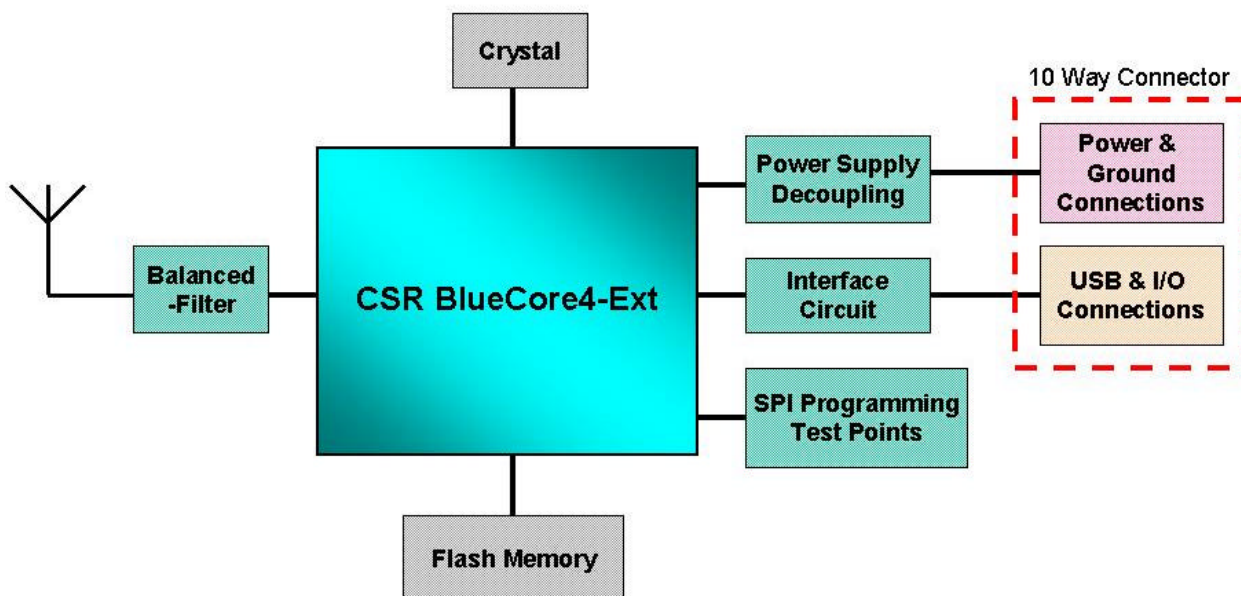 Crystal
10 Way Connector
Power Supply
Decoupling
Power &
Ground
Connections
Balanced
-Filter
CSR BlueCore4-Ext
Interface
Circuit
USB & I/O
Connections
SPI Programming
Test Points
Flash Memory